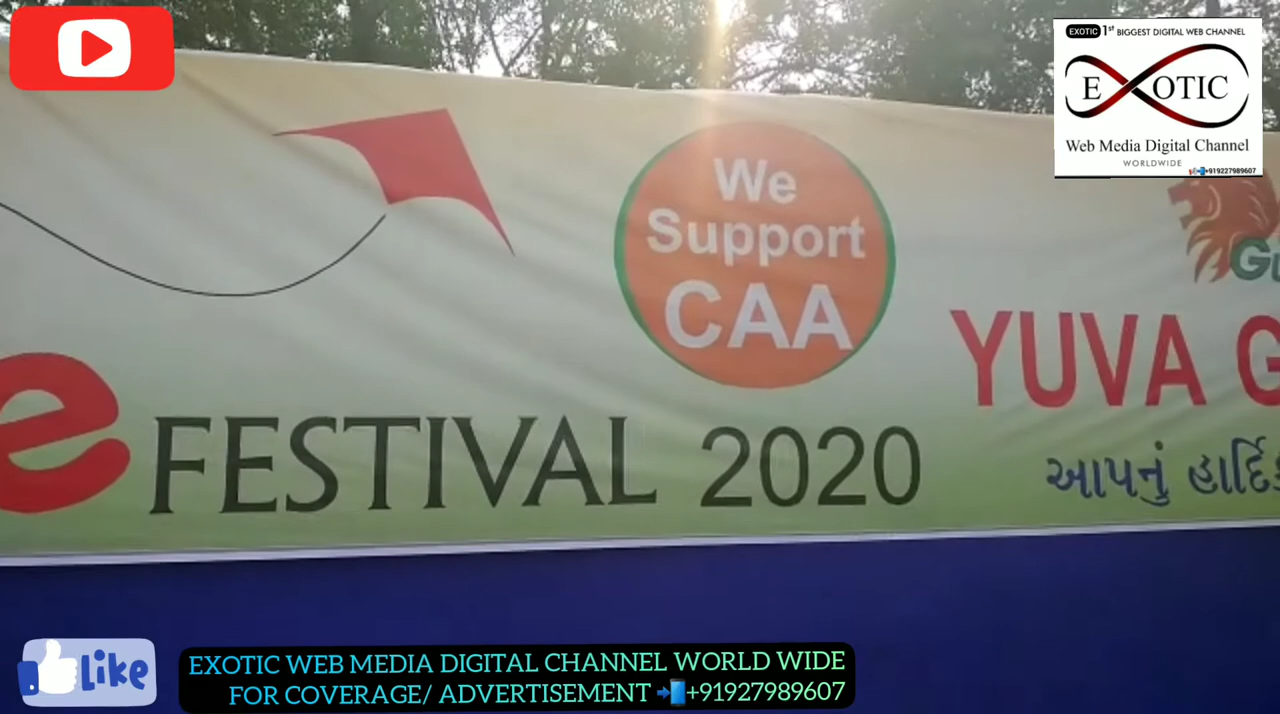 EXOTIC 1st BIGGEST DIGITAL WEB CHANNEL
EXOTIC
Web Media Digital Channel
WORLDWIDE
+919227989607
We
Support
CAA
YUVA G
e FESTIVAL 2020
આપનું
like
EXOTIC WEB MEDIA DIGITAL CHANNEL WORLD WIDE
FOR COVERAGE/ ADVERTISEMENT +91927989607